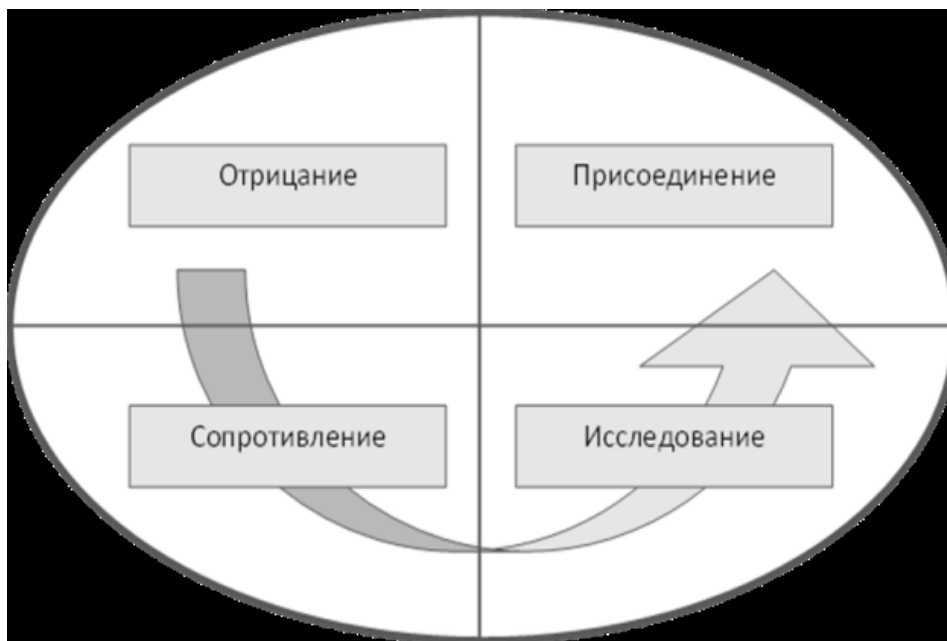 Отрицание
Присоединение
Сопротивление
Исследование